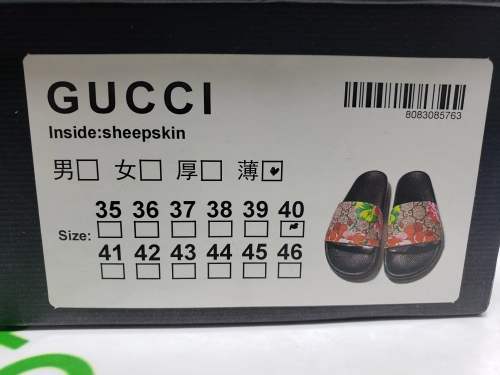 GUCCI
Inside:sheepskin
8083085763
男 女 厚 薄
35 36 37 38 39 40
Size:
41 42 43 44 45 46